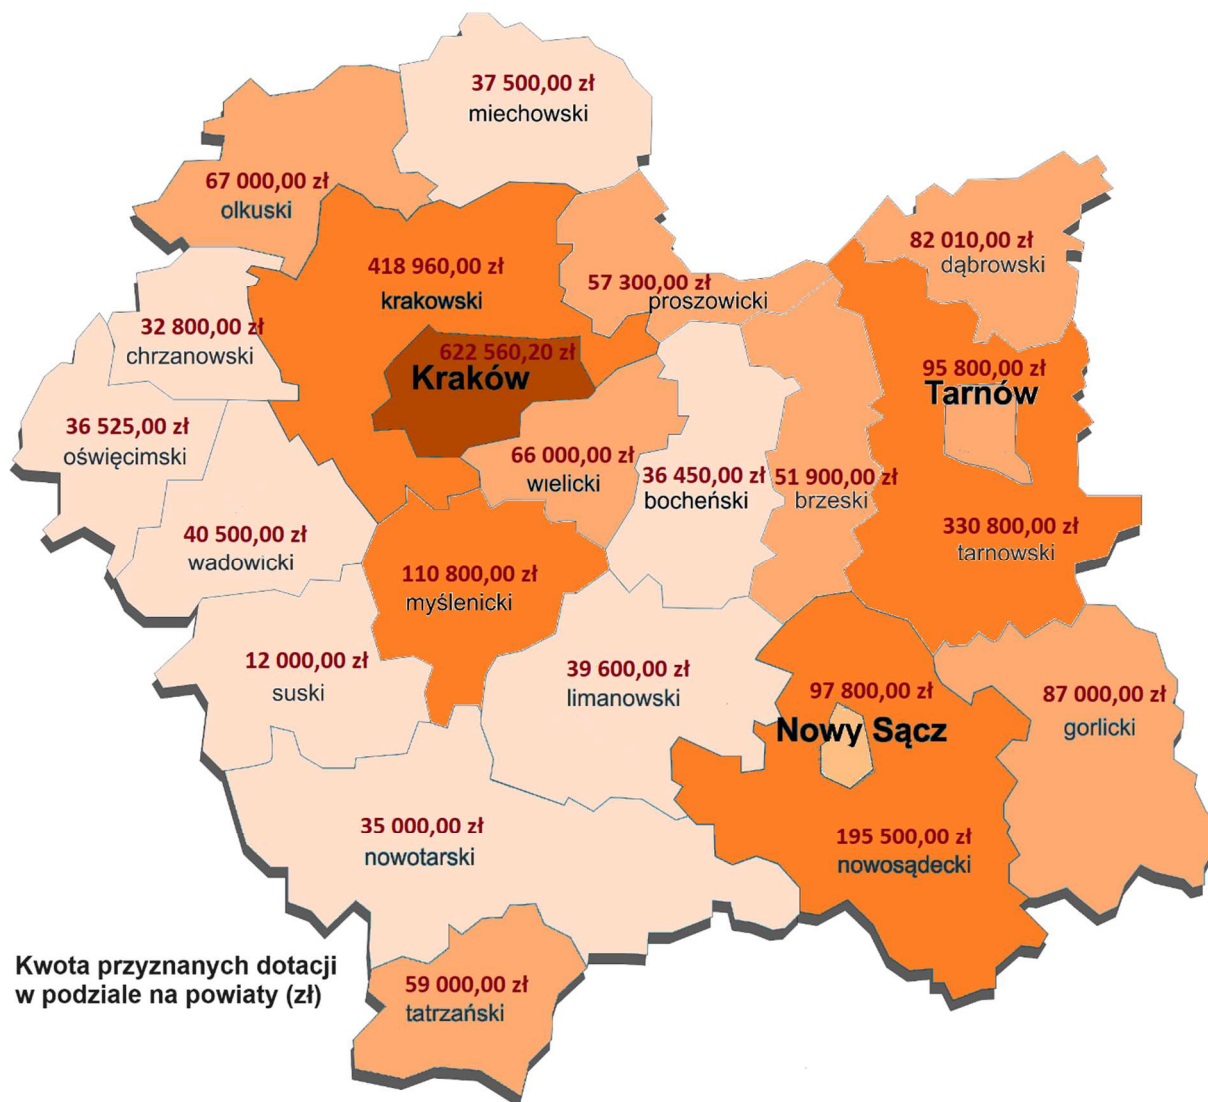 37 500,00 zł
miechowski
67 000,00 zł
olkuski
82 010,00 zł
dąbrowski
418 960,00 zł
krakowski
57 300,00 zł
proszowicki
32 800,00 zł
chrzanowski
622 560,20 zł
Kraków
95 800,00 zł
Tarnów
36 525,00 zł
oświęcimski
66 000,00 zł
wielicki
36 450,00 zł
bocheński
51 900,00 zł
brzeski
40 500,00 zł
wadowicki
330 800,00 zł
tarnowski
110 800,00 zł
myślenicki
12 000,00 zł
suski
39 600,00 zł
limanowski
97 800,00 zł
Nowy Sącz
87 000,00 zł
gorlicki
35 000,00 zł
nowotarski
195 500,00 zł
nowosądecki
Kwota przyznanych dotacji
w podziale na powiaty (zł)
59 000,00 zł
tatrzański